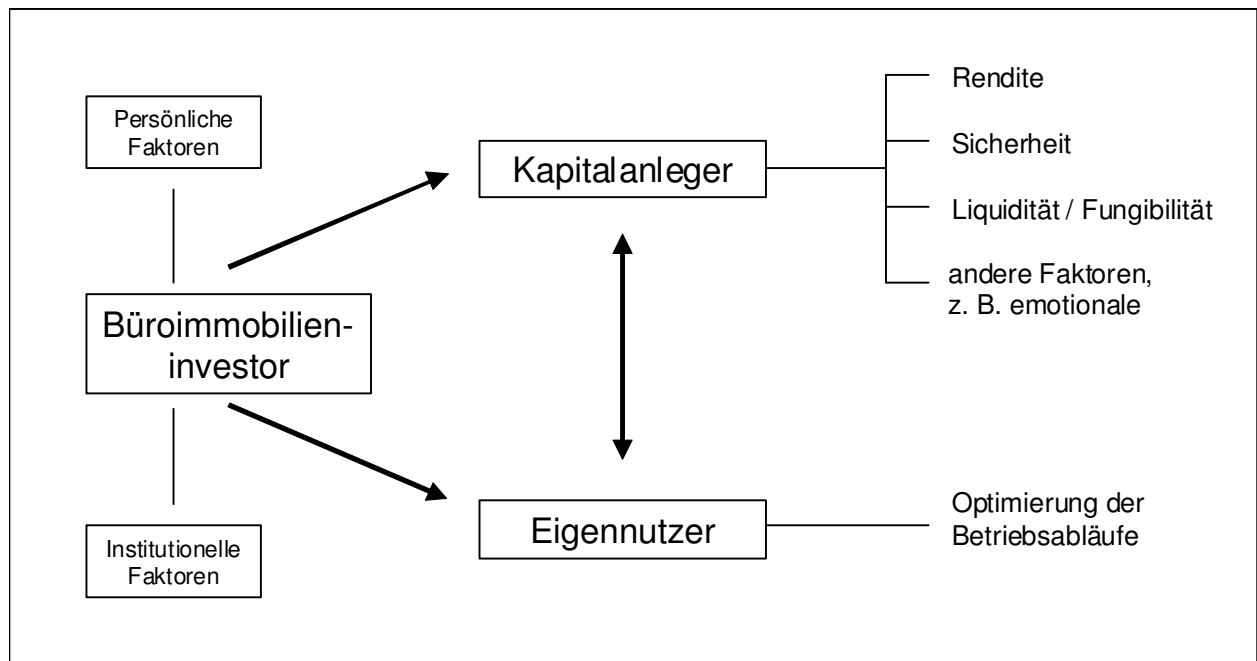 Persönliche
Faktoren
Büroimmobilien-
investor
Institutionelle
Faktoren
Kapitalanleger
Eigennutzer
Rendite
Sicherheit
Liquidität / Fungibilität
andere Faktoren,
z. B. emotionale
Optimierung der
Betriebsabläufe